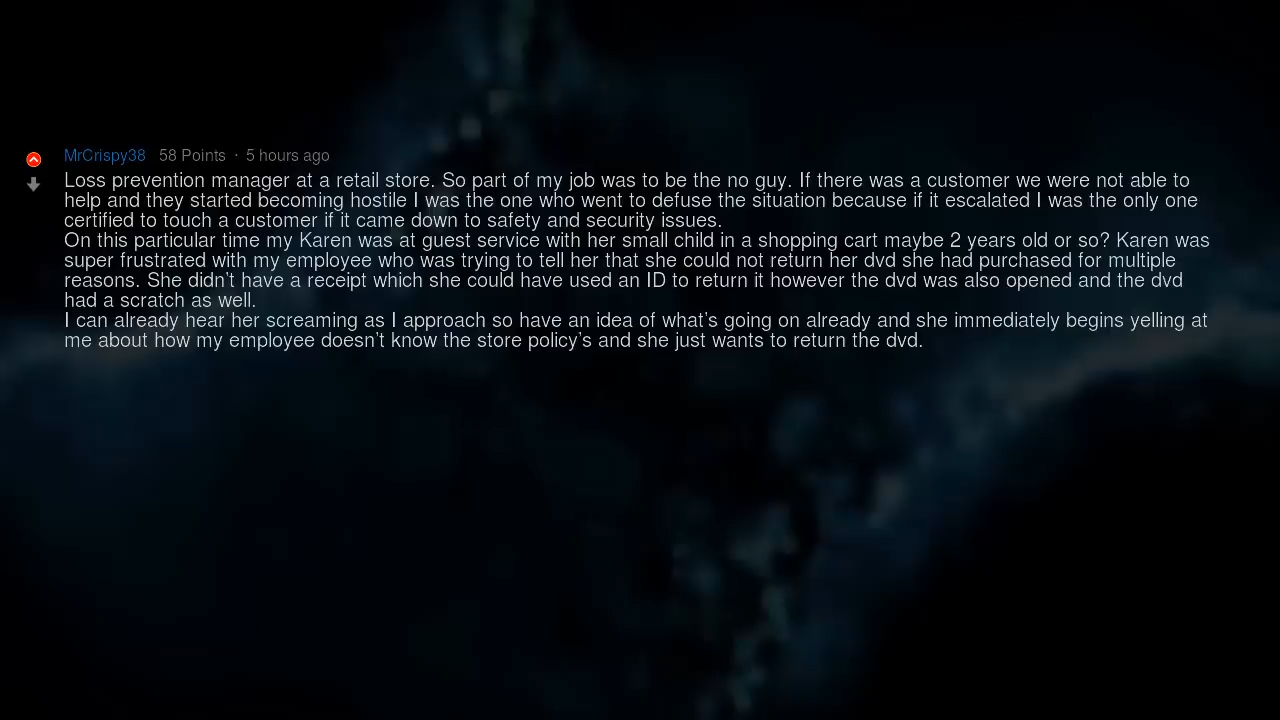 MrCrispy38 58 Points · 5 hours ago
Loss prevention manager at a retail store. So part of my job was to be the no guy. If there was a customer we were not able to
help and they started becoming hostile I was the one who went to defuse the situation because if it escalated I was the only one
certified to touch a customer if it came down to safety and security issues.
On this particular time my Karen was at guest service with her small child in a shopping cart maybe 2 years old or so? Karen was
super frustrated with my employee who was trying to tell her that she could not return her dvd she had purchased for multiple
reasons. She didn't have a receipt which she could have used an ID to return it however the dvd was also opened and the dvd
had a scratch as well.
I can already hear her screaming as I approach so have an idea of what's going on already and she immediately begins yelling at
me about how my employee doesn't know the store policy's and she just wants to return the dvd.